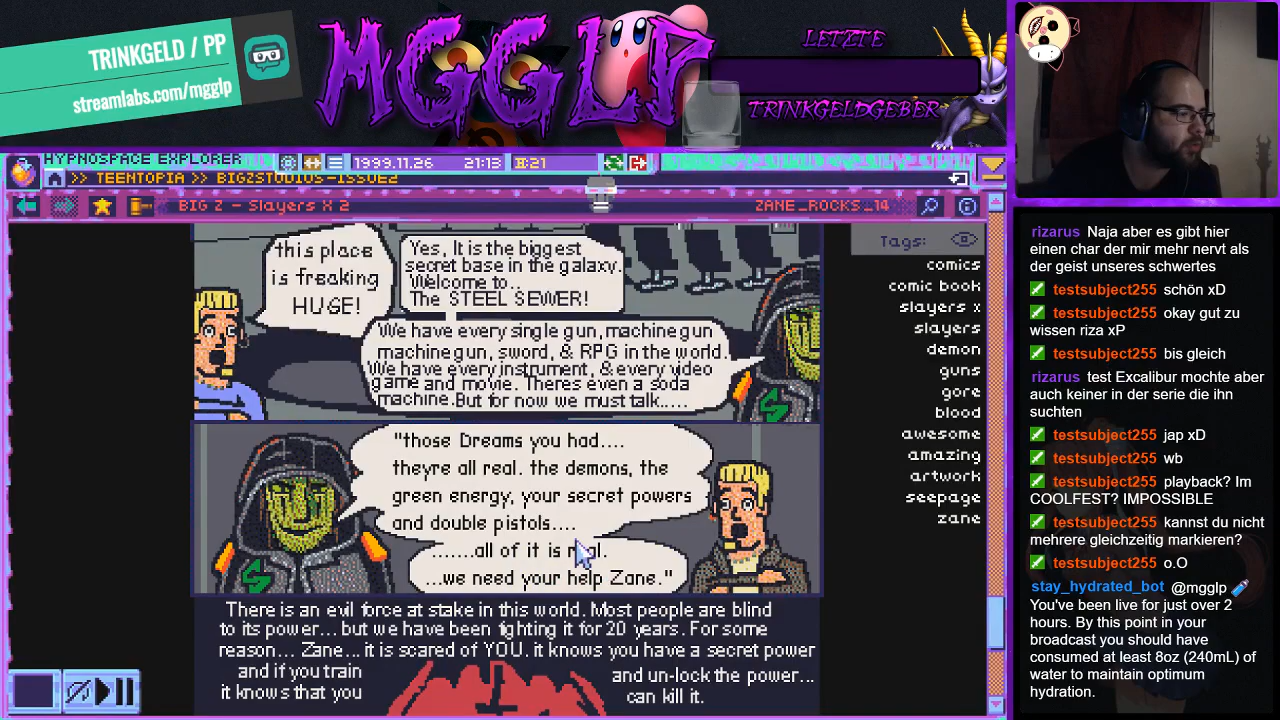 TRINKGELD / PP
streamlabs.com/mgglp
MGGLP
LETZTE
TRINKGELDGEBER
HYPNOSPACE EXPLORER
1999.11.26
21:13
21
>> TEENTOPIA >> BIGZSTUDIOS-ISSUE2
BIG Z - Slayers X 2
ZANE_ROCKS_14
this place
is freaking
HUGE!
Yes, It is the biggest
secret base in the galaxy.
Welcome to..
The STEEL SEWER!
We have every single gun, machine gun
machine gun, sword, & RPG in the world.
We have every instrument, & every video
game and movie. Theres even a soda
machine. But for now we must talk.....
"those Dreams you had....
theyre all real. the demons, the
green energy, your secret powers
and double pistols....
.......all of it is real.
...we need your help Zane."
There is an evil force at stake in this world. Most people are blind
to its power... but we have been fighting it for 20 years. For some
reason... Zane... it is scared of YOU. it knows you have a secret power
and if you train
it knows that you
and un-lock the power...
can kill it.
Tags:
comics
comic book
slayers x
slayers
demon
guns
gore
blood
awesome
amazing
artwork
seepage
zane
rizarus Naja aber es gibt hier
einen char der mir mehr nervt als
der geist unseres schwertes
testsubject255 schön xD
testsubject255 okay gut zu
wissen riza xP
testsubject255 bis gleich
rizarus test Excalibur mochte aber
auch keiner in der serie die ihn
suchten
testsubject255 jap xD
testsubject255 wb
testsubject255 playback? Im
COOLFEST? IMPOSSIBLE
testsubject255 kannst du nicht
mehrere gleichzeitig markieren?
testsubject255 o.O
stay_hydrated_bot @mgglp
You've been live for just over 2
hours. By this point in your
broadcast you should have
consumed at least 8oz (240mL) of
water to maintain optimum
hydration.